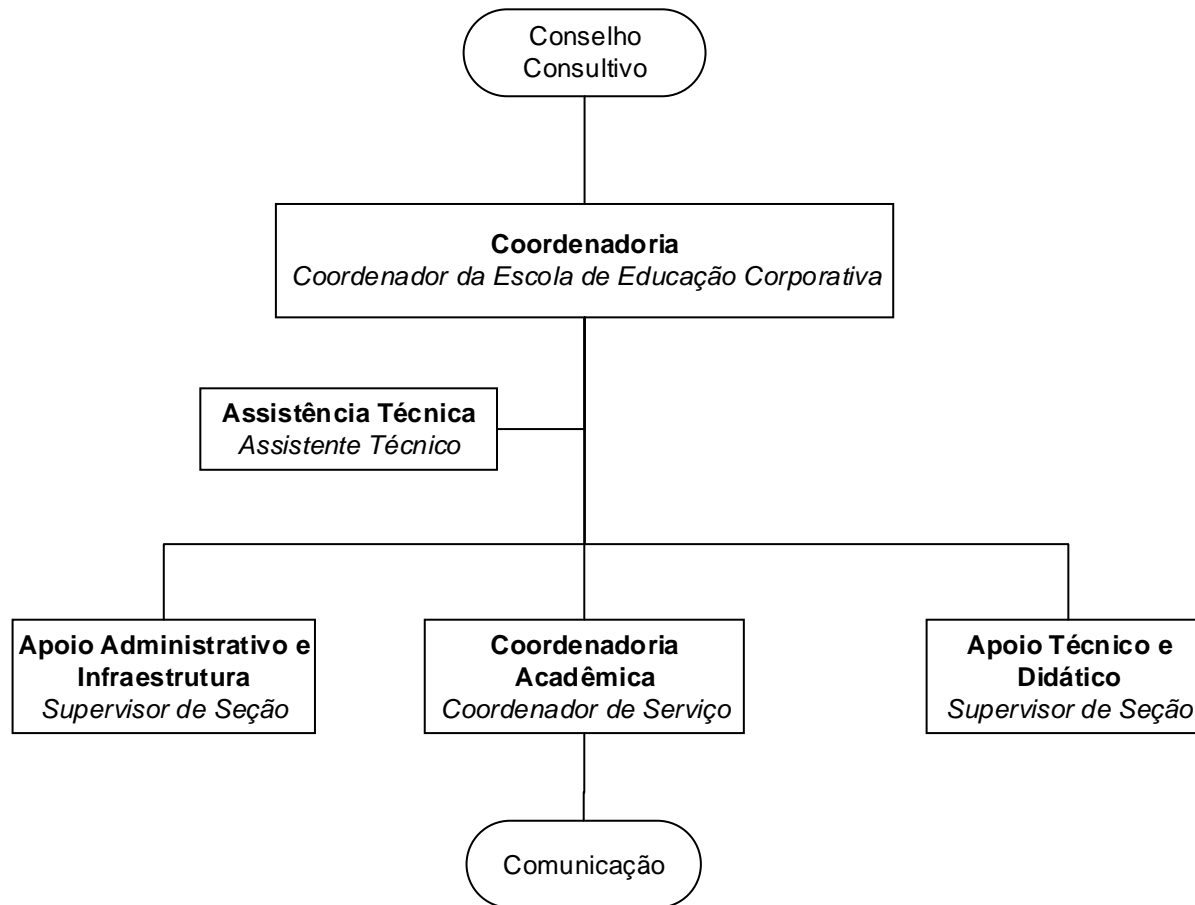 Conselho
Consultivo
Coordenadoria
Coordenador da Escola de Educação Corporativa
Assistência Técnica
Assistente Técnico
Apoio Administrativo e
Infraestrutura
Supervisor de Seção
Coordenadoria
Acadêmica
Coordenador de Serviço
Apoio Técnico e
Didático
Supervisor de Seção
Comunicação